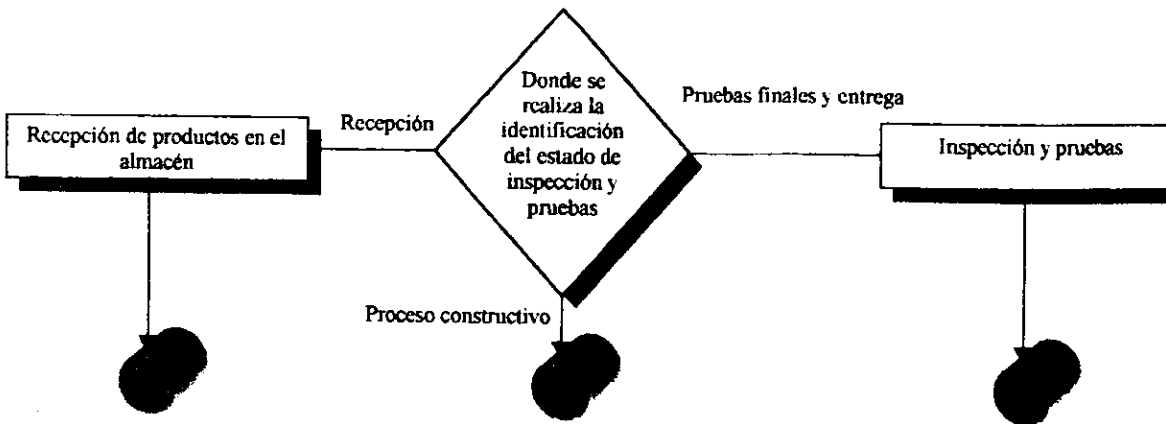 Recepción de productos en el
almacén
Recepción
Donde se
realiza la
identificación
del estado de
inspección y
pruebas
Pruebas finales y entrega
Inspección y pruebas
Proceso constructivo